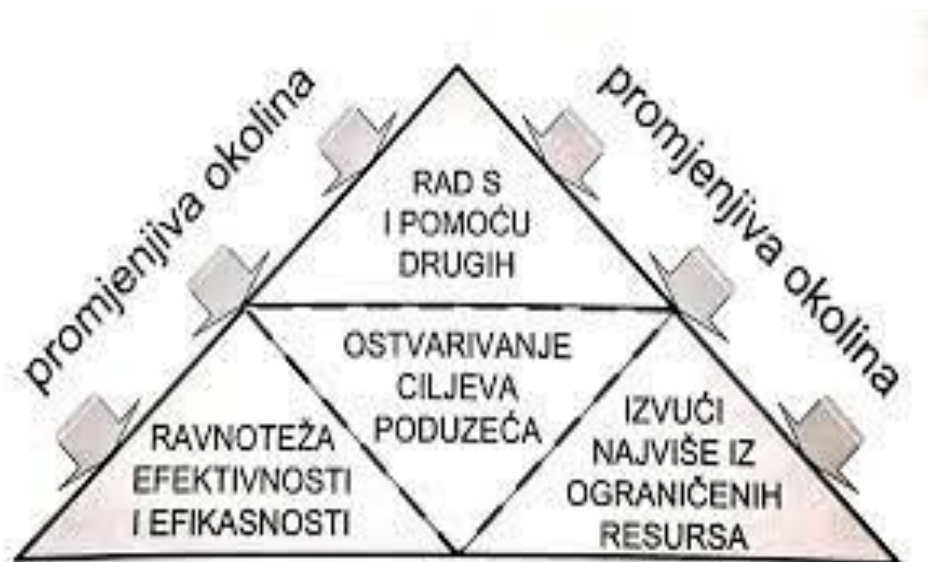 promjenjiva okolina
promjenjiva okolina
RAD S
I POMOĆU
DRUGIH
OSTVARIVANJE
CILJEVA
PODUZEĆA
RAVNOTEŽA
EFEKTIVNOSTI
I EFIKASNOSTI
IZVUĆI
NAJVIŠE IZ
OGRANIČENIH
RESURSA